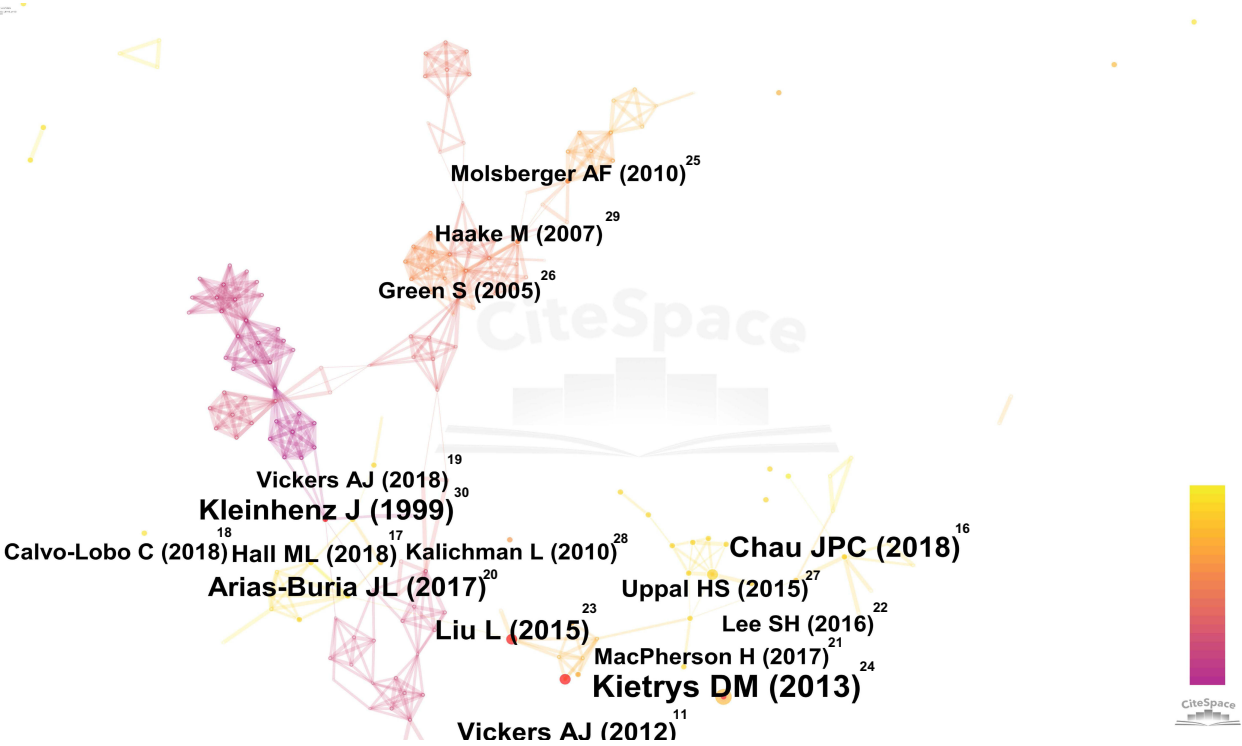 Molsberger AF (2010)25
Haake M (2007) 29
Green S (2005)26
CiteSpace
Vickers AJ (2018)19
Kleinhenz J (1999)30
Calvo-Lobo C (2018)18
Hall ML (2018)17
Kalichman L (2010)28
Chau JPC (2018)16
Arias-Buria JL (2017)20
Uppal HS (2015)27
Liu L (2015)23
Lee SH (2016)22
MacPherson H (2017)21
Kietrys DM (2013)24
CiteSpace
Vickers AJ (2012)11